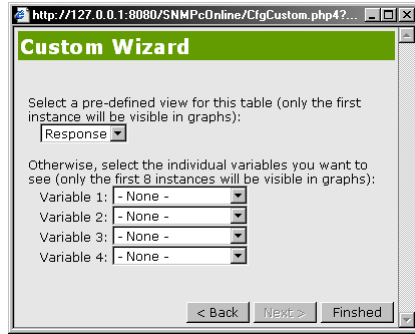 http://127.0.0.1:8080/SNMPcOnline/CfgCustom.php4?...
Custom Wizard
Select a pre-defined view for this table (only the first
instance will be visible in graphs):
Response
Otherwise, select the individual variables you want to
see (only the first 8 instances will be visible in graphs):
Variable 1: - None -
Variable 2: - None -
Variable 3: - None -
Variable 4: - None -
< Back Next > Finshed